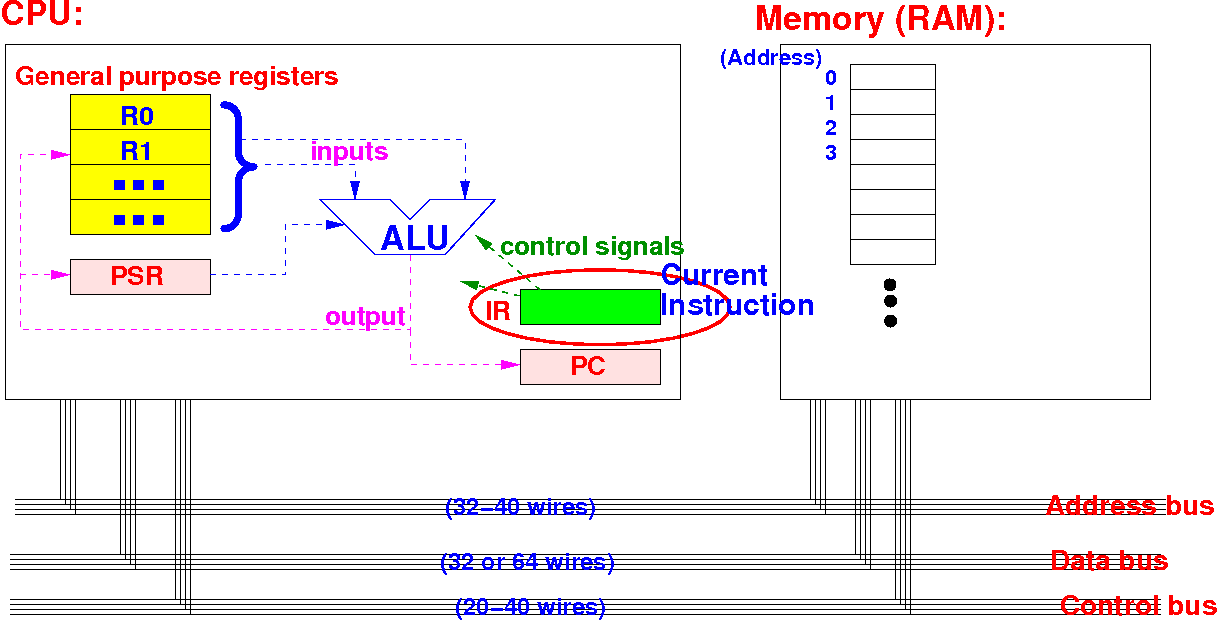 CPU:
Memory (RAM):
(Address)
General purpose registers
0
R0
1
R1
inputs
2
3
ALU
control signals
PSR
Current
Instruction
IR
output
PC
(32–40 wires)
Address bus
(32 or 64 wires)
Data bus
(20–40 wires)
Control bus